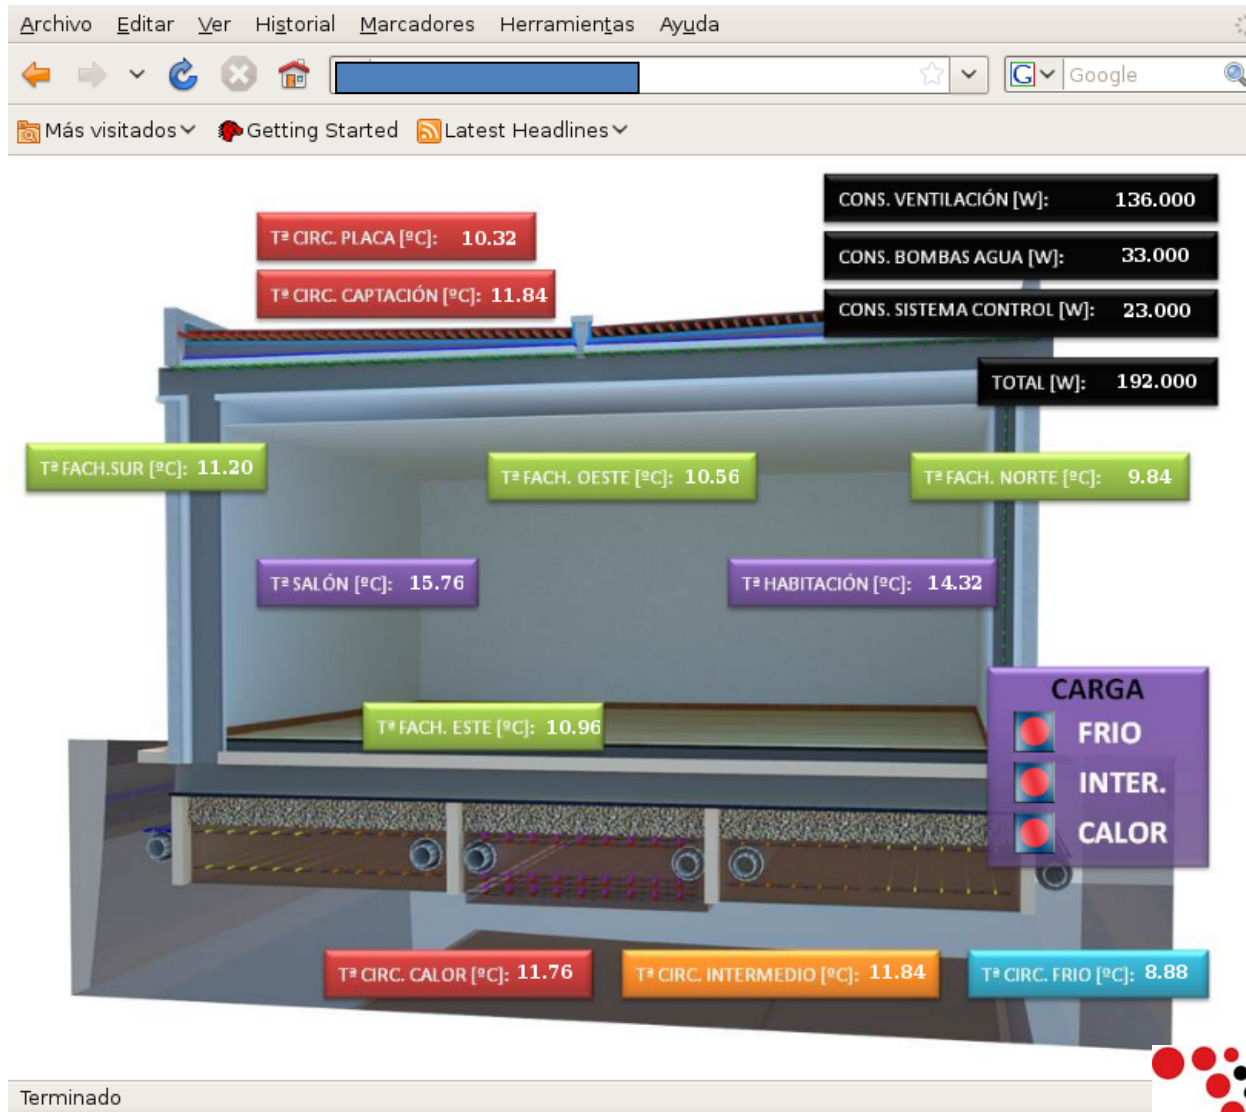 Archivo Editar Ver Historial Marcadores Herramientas Ayuda
G Google
Más visitados Getting Started Latest Headlines
CONS. VENTILACIÓN [W]: 136.000
Tª CIRC. PLACA [ºC]: 10.32
CONS. BOMBAS AGUA [W]: 33.000
Tª CIRC. CAPTACIÓN [ºC]: 11.84
CONS. SISTEMA CONTROL [W]: 23.000
TOTAL [W]: 192.000
Tª FACH.SUR [ºC]: 11.20
Tª FACH. OESTE [ºC]: 10.56
Tª FACH. NORTE [ºC]: 9.84
Tª SALÓN [ºC]: 15.76
Tª HABITACIÓN [ºC]: 14.32
CARGA
FRIO
INTER.
CALOR
Tª FACH. ESTE [ºC]: 10.96
Tª CIRC. CALOR [ºC]: 11.76
Tª CIRC. INTERMEDIO [ºC]: 11.84
Tª CIRC. FRIO [ºC]: 8.88
Terminado